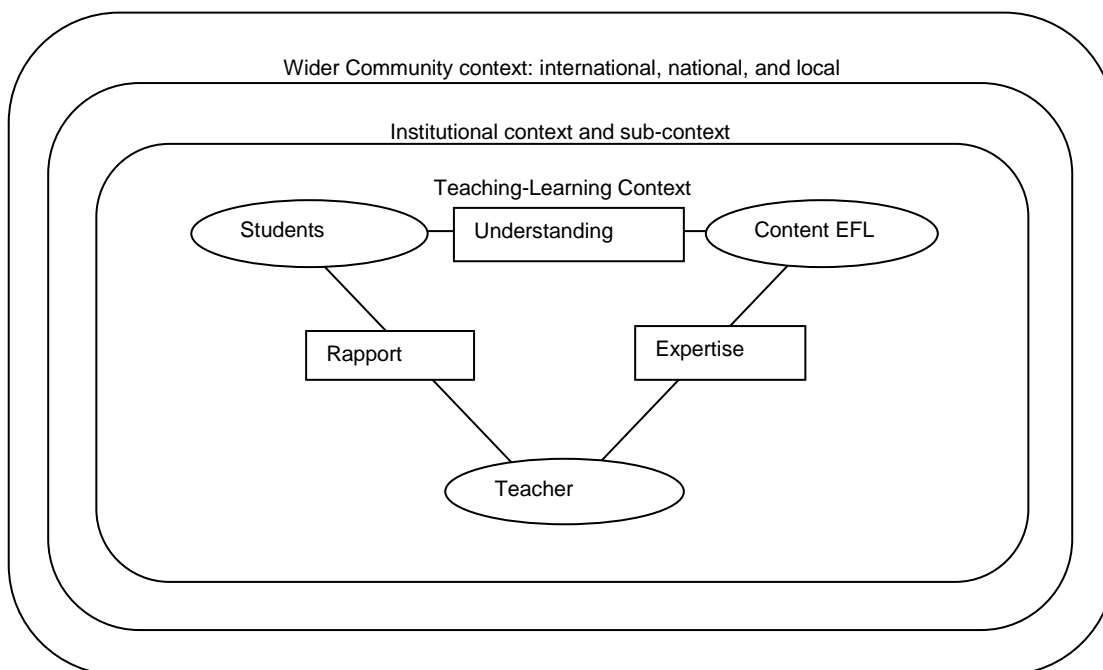 Wider Community context: international, national, and local
Institutional context and sub-context
Teaching-Learning Context
Students
Understanding
Content EFL
Rapport
Expertise
Teacher